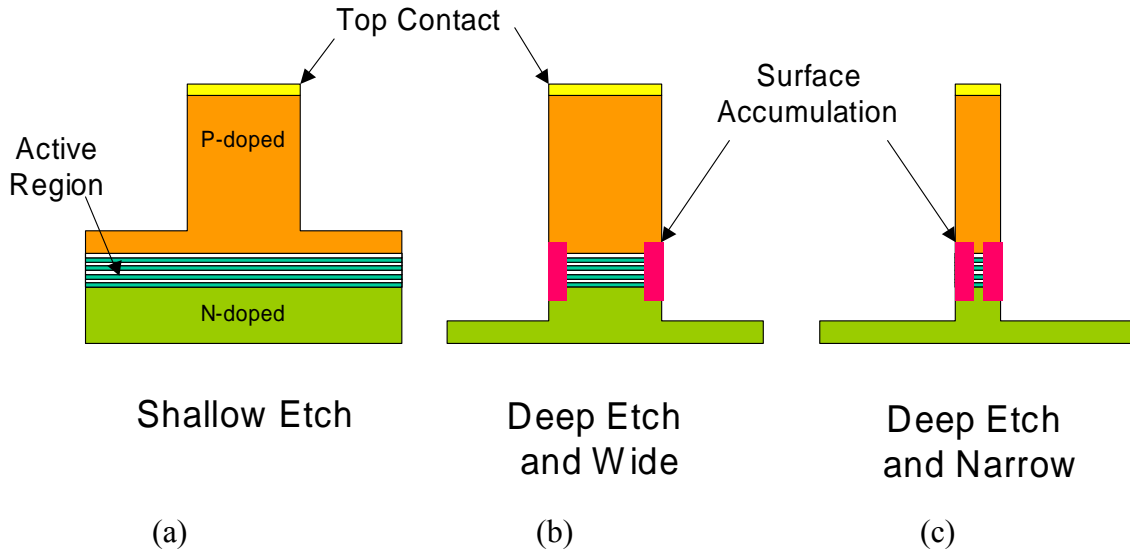 Top Contact
Surface
Accumulation
P-doped
Active
Region
N-doped
Shallow Etch
Deep Etch
and Wide
Deep Etch
and Narrow
(a)
(b)
(c)